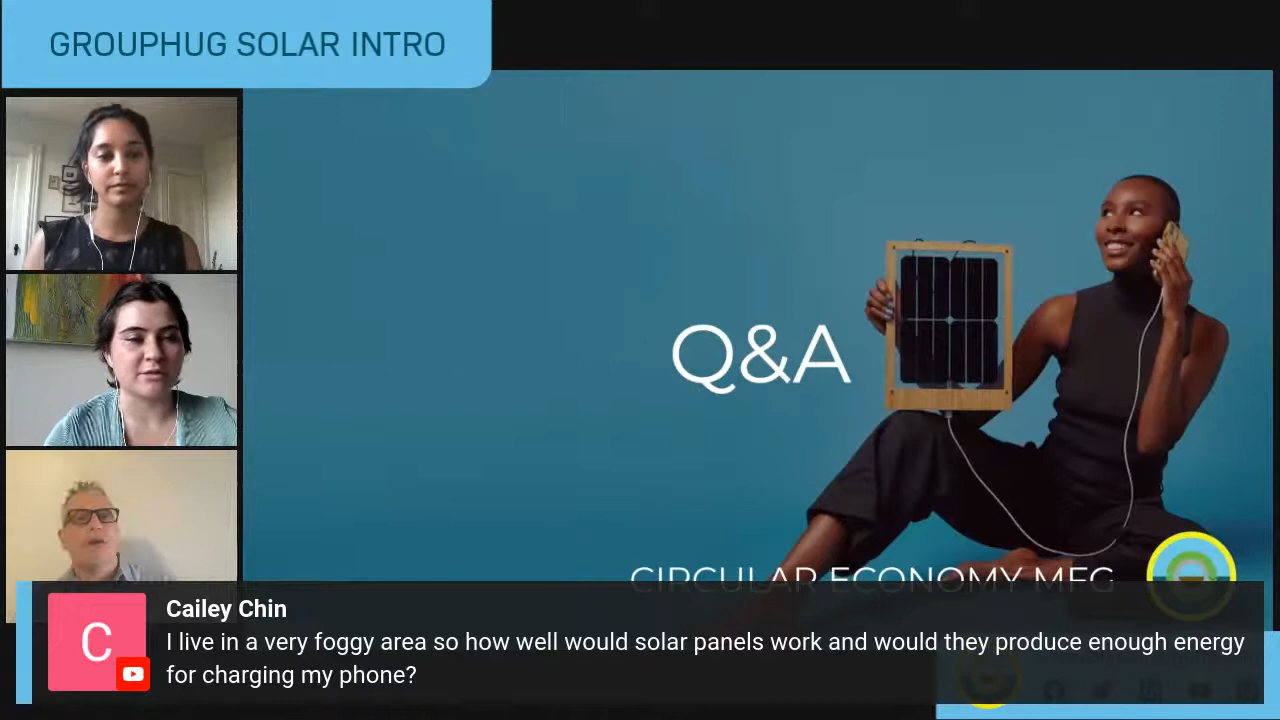 GROUPHUG SOLAR INTRO
Q&A
CIRCULAR ECONOMY MFG
C
Cailey Chin
I live in a very foggy area so how well would solar panels work and would they produce enough energy
for charging my phone?